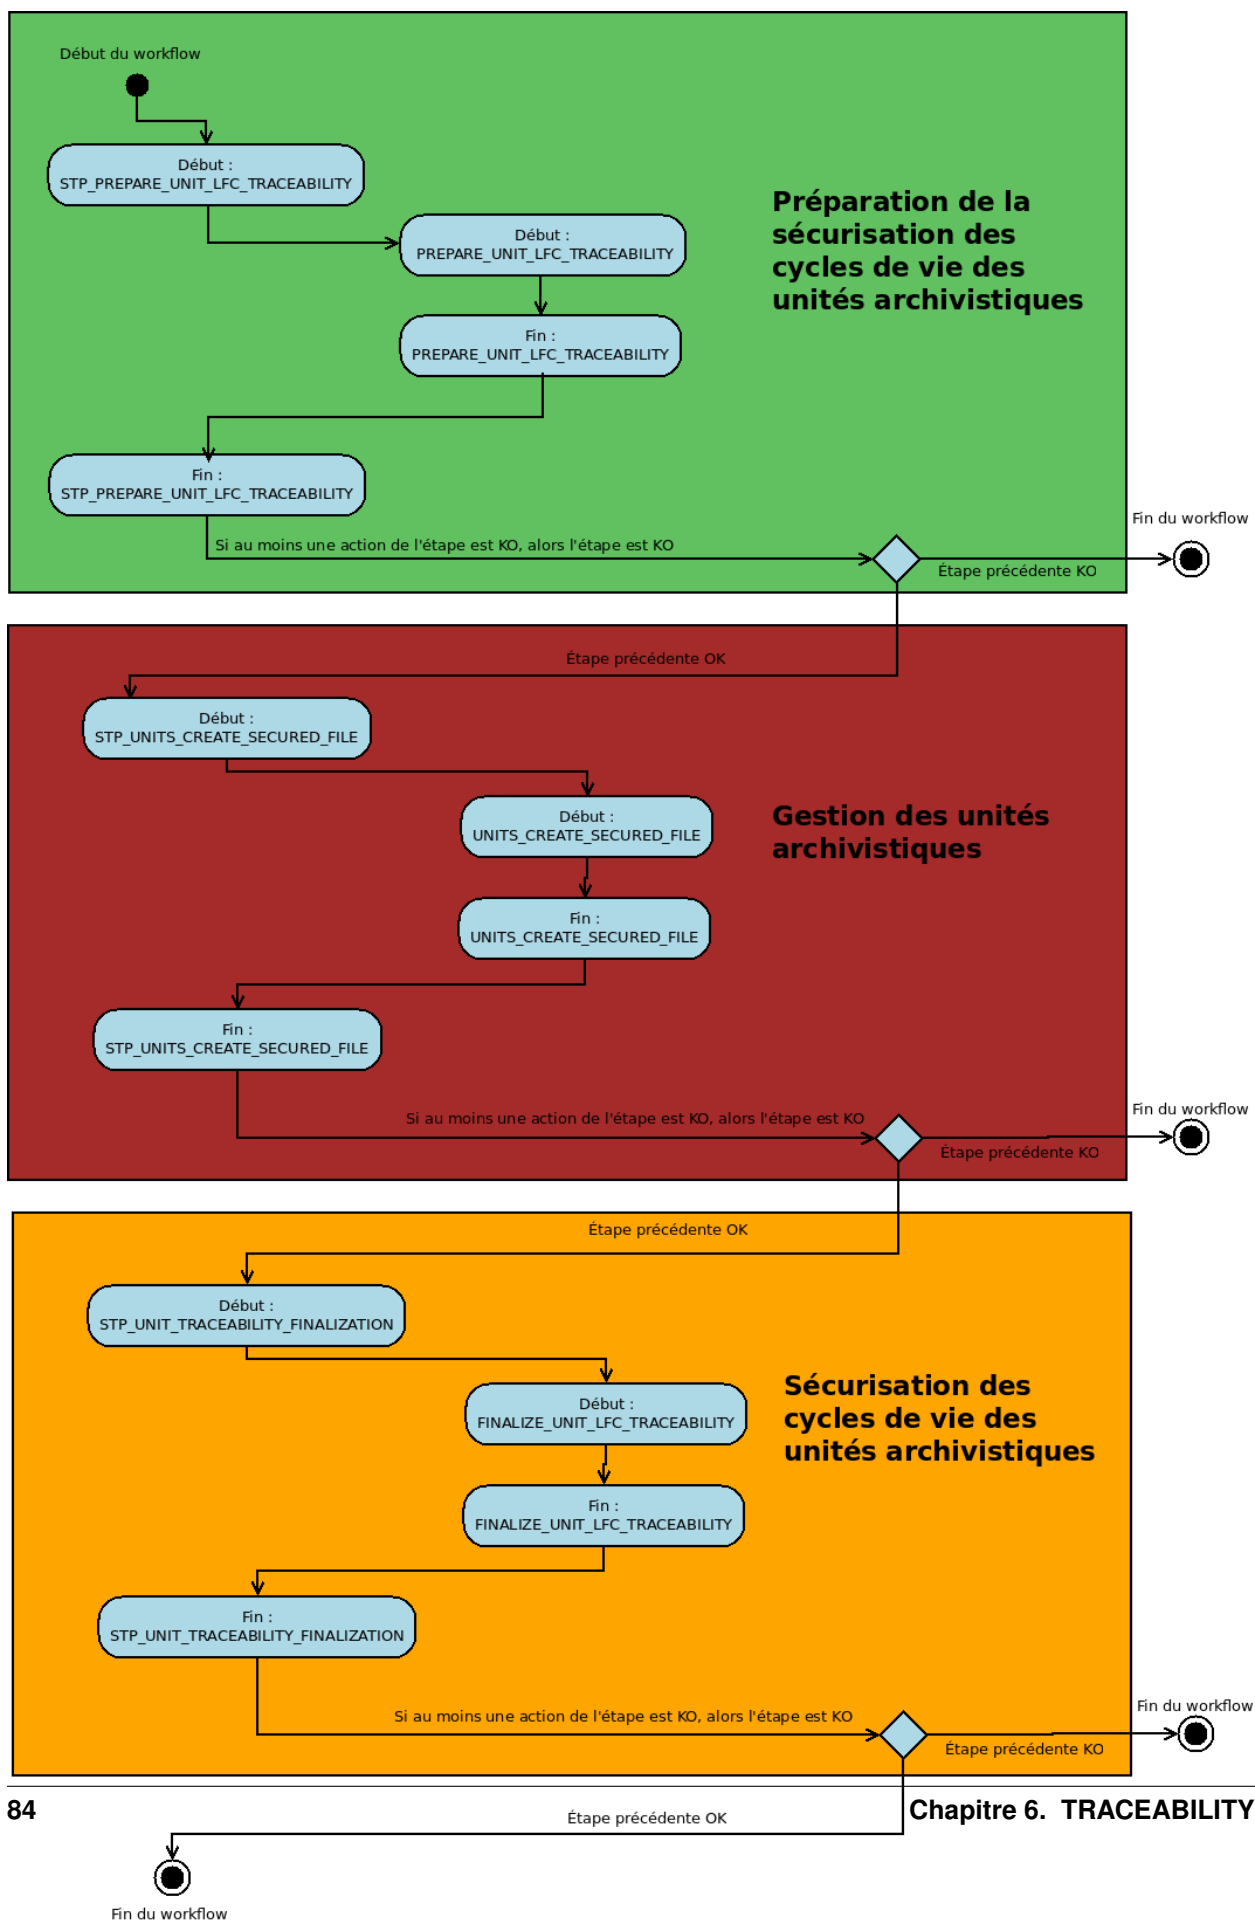 Début du workflow
Début :
STP_PREPARE_UNIT_LFC_TRACEABILITY
Préparation de la
sécurisation des
cycles de vie des
unités archivistiques
Début :
PREPARE_UNIT_LFC_TRACEABILITY
Fin :
PREPARE_UNIT_LFC_TRACEABILITY
Fin :
STP_PREPARE_UNIT_LFC_TRACEABILITY
Fin du workflow
Si au moins une action de l'étape est KO, alors l'étape est KO
Étape précédente KO
Étape précédente OK
Début :
STP_UNITS_CREATE_SECURED_FILE
Gestion des unités
archivistiques
Début :
UNITS_CREATE_SECURED_FILE
Fin :
UNITS_CREATE_SECURED_FILE
Fin :
STP_UNITS_CREATE_SECURED_FILE
Fin du workflow
Si au moins une action de l'étape est KO, alors l'étape est KO
Étape précédente KO
Étape précédente OK
Début :
STP_UNIT_TRACEABILITY_FINALIZATION
Sécurisation des
cycles de vie des
unités archivistiques
Début :
FINALIZE_UNIT_LFC_TRACEABILITY
Fin :
FINALIZE_UNIT_LFC_TRACEABILITY
Fin :
STP_UNIT_TRACEABILITY_FINALIZATION
Fin du workflow
Si au moins une action de l'étape est KO, alors l'étape est KO
Étape précédente KO
84
Chapitre 6. TRACEABILITY
Étape précédente OK
Fin du workflow